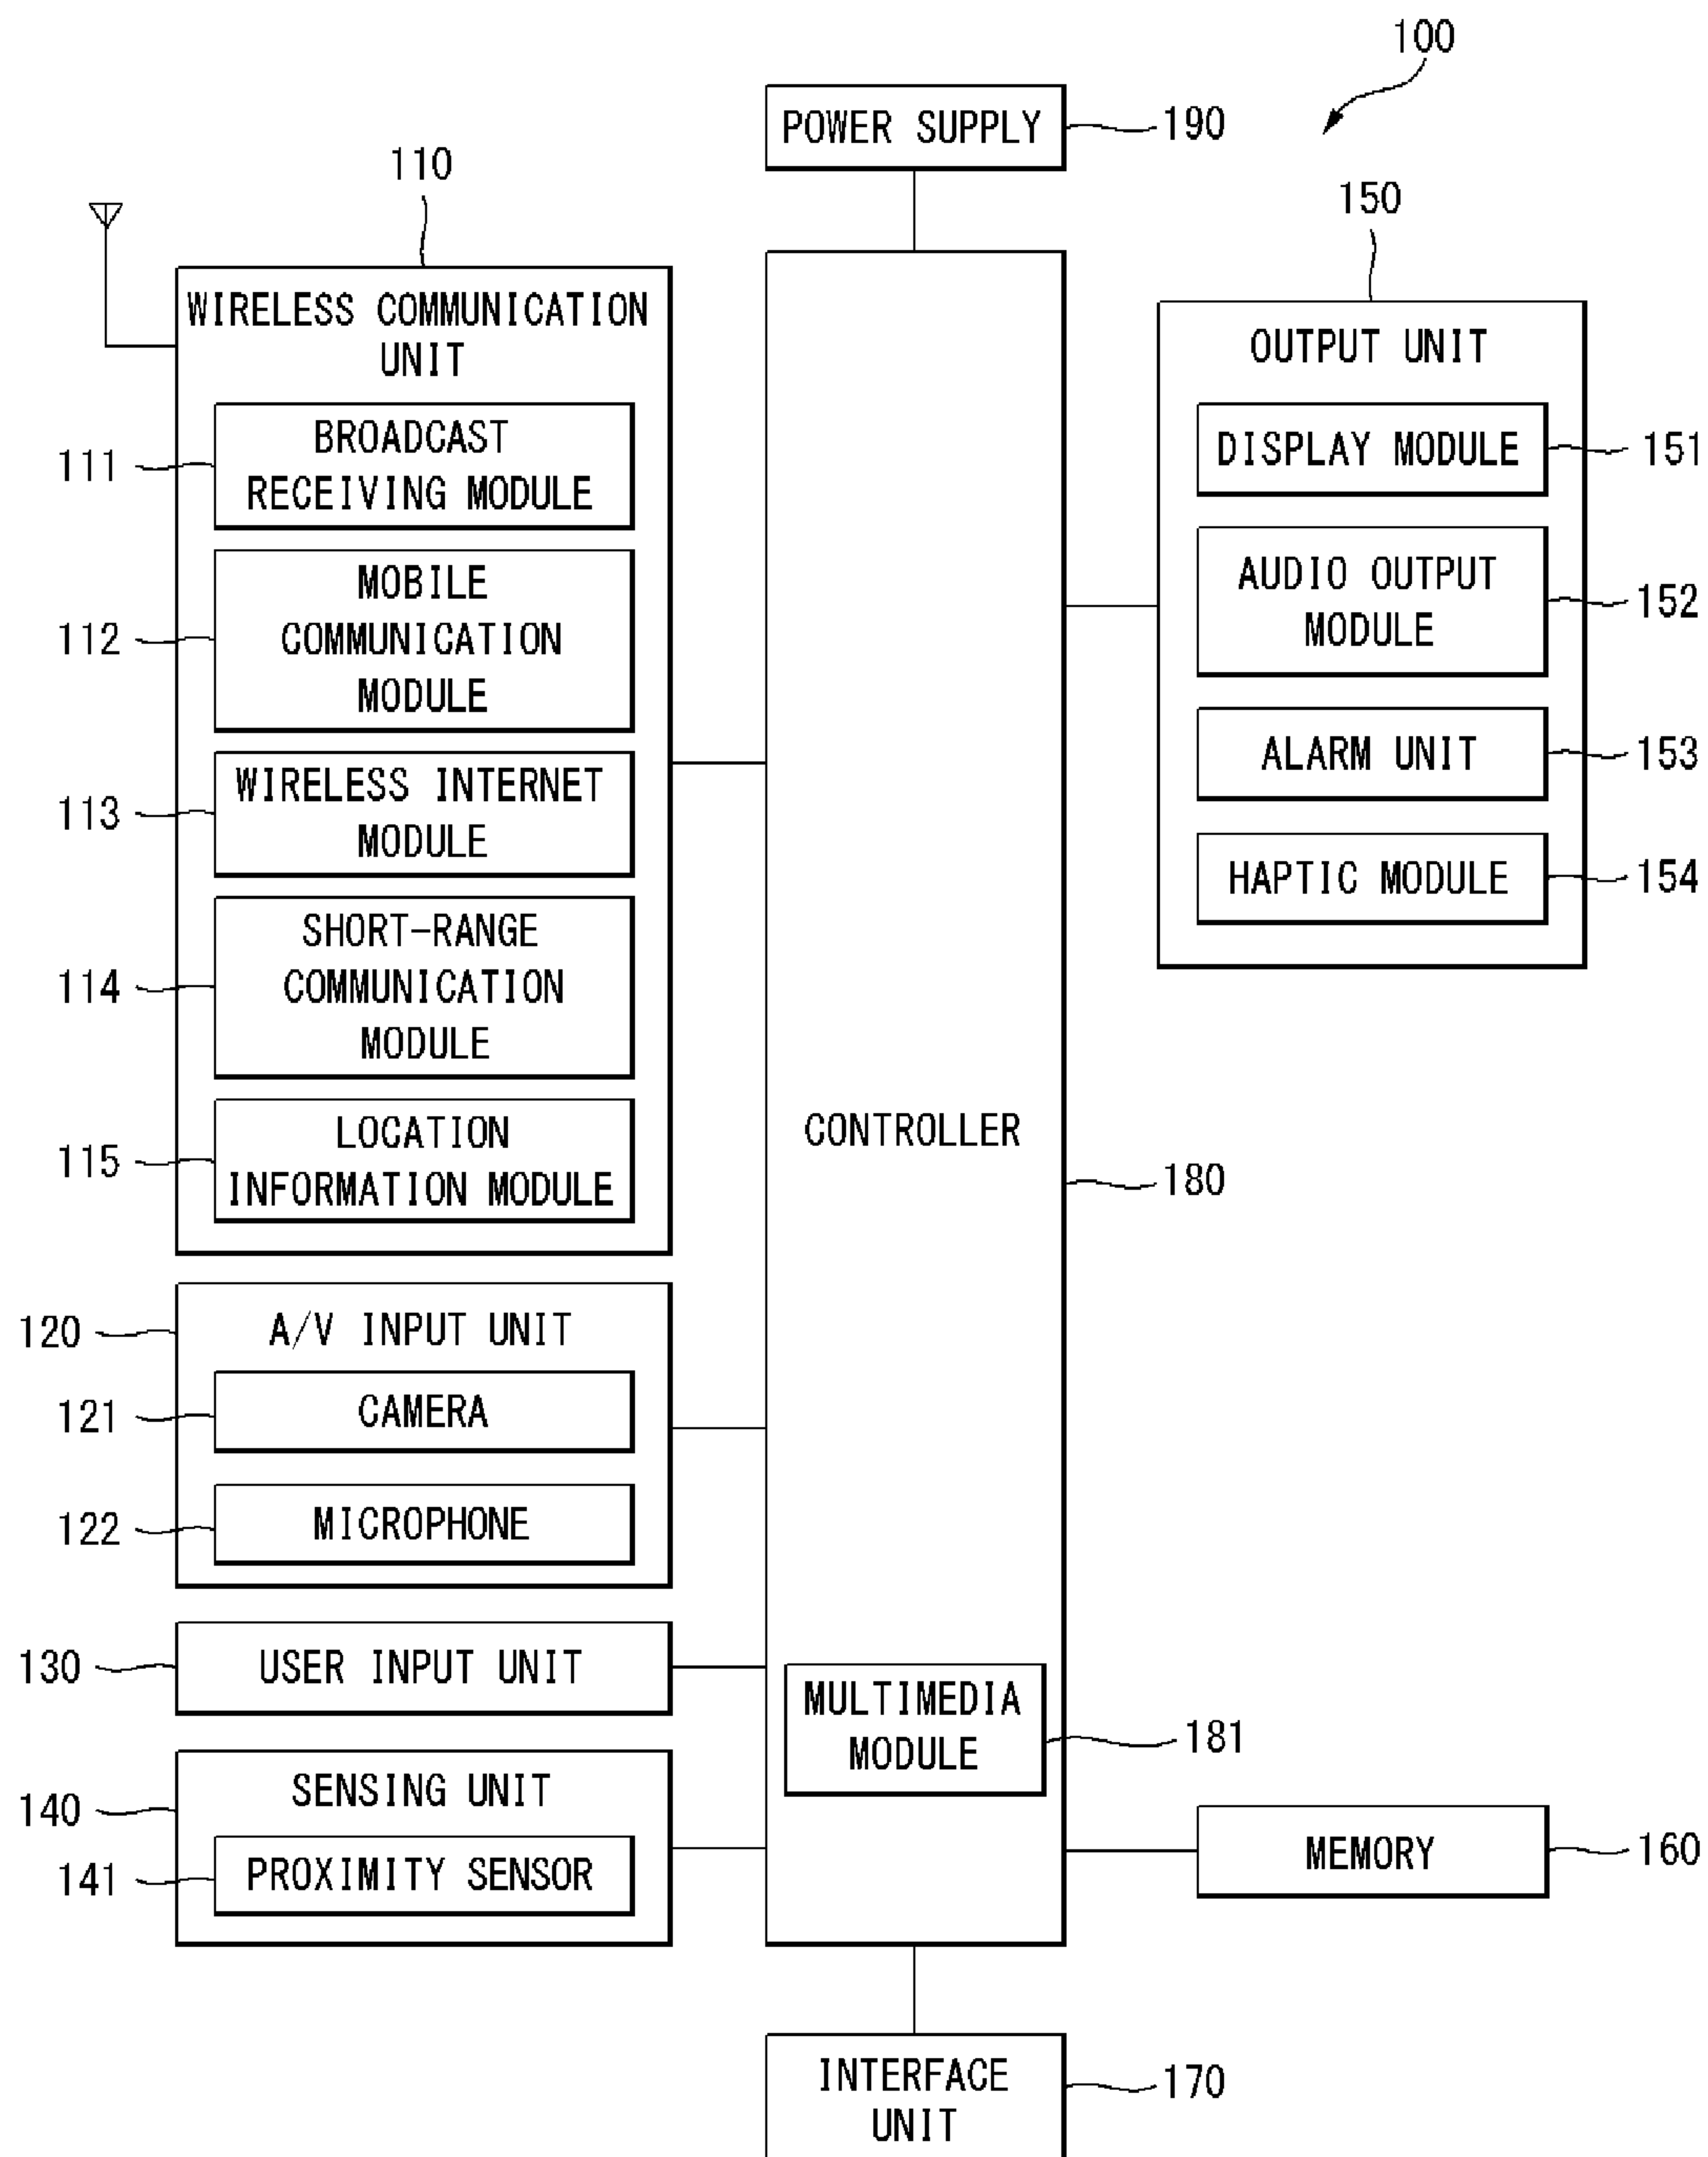 100
POWER SUPPLY
190
110
150
WIRELESS COMMUNICATION
UNIT
BROADCAST
RECEIVING MODULE
111
MOBILE
COMMUNICATION
MODULE
112
WIRELESS INTERNET
MODULE
113
SHORT-RANGE
COMMUNICATION
MODULE
114
LOCATION
INFORMATION MODULE
115
A/V INPUT UNIT
120
CAMERA
121
MICROPHONE
122
USER INPUT UNIT
130
SENSING UNIT
140
PROXIMITY SENSOR
141
CONTROLLER
180
MULTIMEDIA
MODULE
181
OUTPUT UNIT
DISPLAY MODULE
151
AUDIO OUTPUT
MODULE
152
ALARM UNIT
153
HAPTIC MODULE
154
MEMORY
160
INTERFACE
UNIT
170